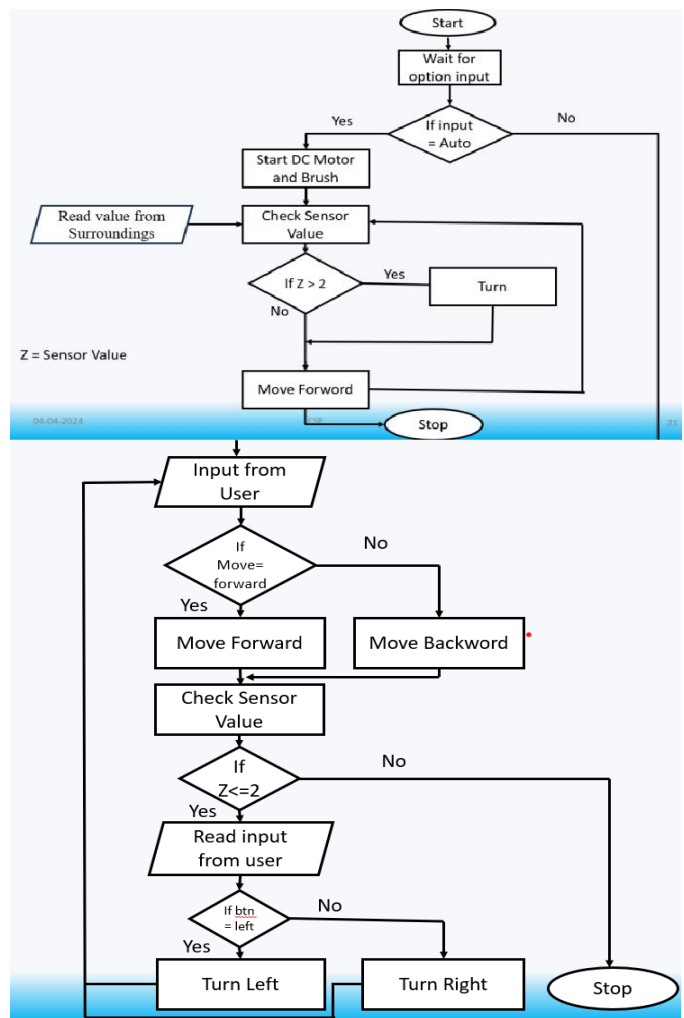 Start
Wait for
option input
If input
= Auto
Yes
No
Start DC Motor
and Brush
Read value from
Surroundings
Check Sensor
Value
If Z > 2
Yes
Turn
No
Z = Sensor Value
Move Forword
04-04-2024
CSE
21
Stop
Input from
User
If
Move=
forward
No
Yes
Move Forward
Move Backword
Check Sensor
Value
If
Z<=2
No
Yes
Read input
from user
If btn
= left
No
Yes
Turn Left
Turn Right
Stop